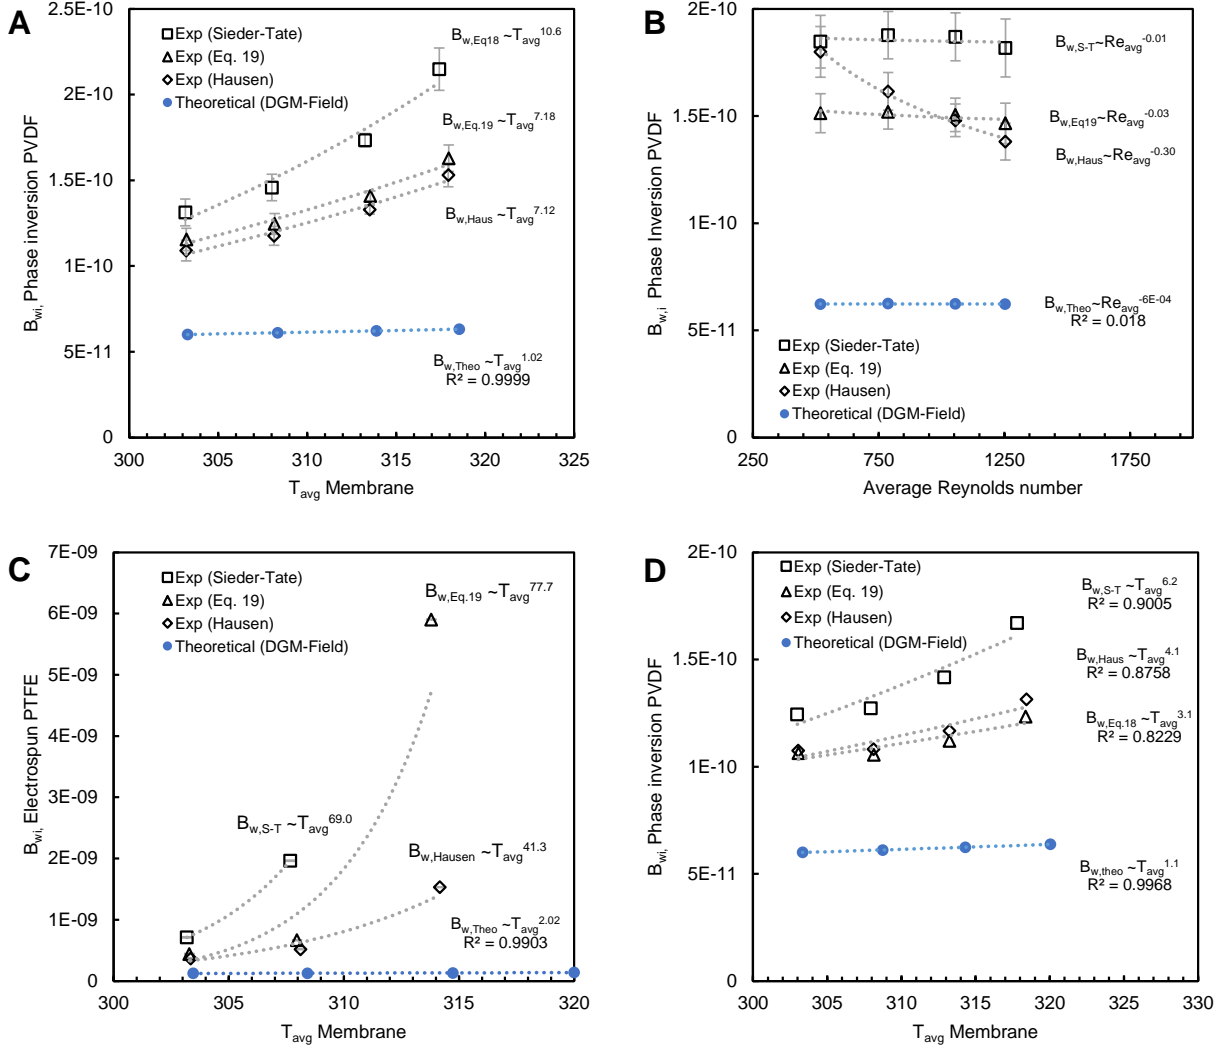 A
2.5E-10
2E-10
1.5E-10
1E-10
5E-11
0
B_wi, Phase inversion PVDF
Exp (Sieder-Tate)
Exp (Eq. 19)
Exp (Hausen)
Theoretical (DGM-Field)
B_w,Eq18 ~T_avg^10.6
B_w,Eq.19 ~T_avg^7.18
B_w,Haus ~T_avg^7.12
B_w,Theo ~T_avg^1.02
R² = 0.9999
300 305 310 315 320 325
T_avg Membrane
B
2E-10
1.5E-10
1E-10
5E-11
0
B_w,i Phase Inversion PVDF
B_w,S-T~Re_avg^-0.01
B_w,Eq19~Re_avg^-0.03
B_w,Haus~Re_avg^-0.30
B_w,Theo~Re_avg^-6E-04
R² = 0.018
Exp (Sieder-Tate)
Exp (Eq. 19)
Exp (Hausen)
Theoretical (DGM-Field)
250 750 1250 1750
Average Reynolds number
C
7E-09
6E-09
5E-09
4E-09
3E-09
2E-09
1E-09
0
B_wi, Electrospun PTFE
Exp (Sieder-Tate)
Exp (Eq. 19)
Exp (Hausen)
Theoretical (DGM-Field)
B_w,Eq.19 ~T_avg^77.7
B_w,S-T ~T_avg^69.0
B_w,Hausen ~T_avg^41.3
B_w,Theo ~T_avg^2.02
R² = 0.9903
300 305 310 315 320
T_avg Membrane
D
2E-10
1.5E-10
1E-10
5E-11
0
B_wi, Phase inversion PVDF
Exp (Sieder-Tate)
Exp (Eq. 19)
Exp (Hausen)
Theoretical (DGM-Field)
B_w,S-T ~T_avg^6.2
R² = 0.9005
B_w,Haus ~T_avg^4.1
R² = 0.8758
B_w,Eq.18 ~T_avg^3.1
R² = 0.8229
B_w,theo ~T_avg^1.1
R² = 0.9968
300 305 310 315 320 325 330
T_avg Membrane